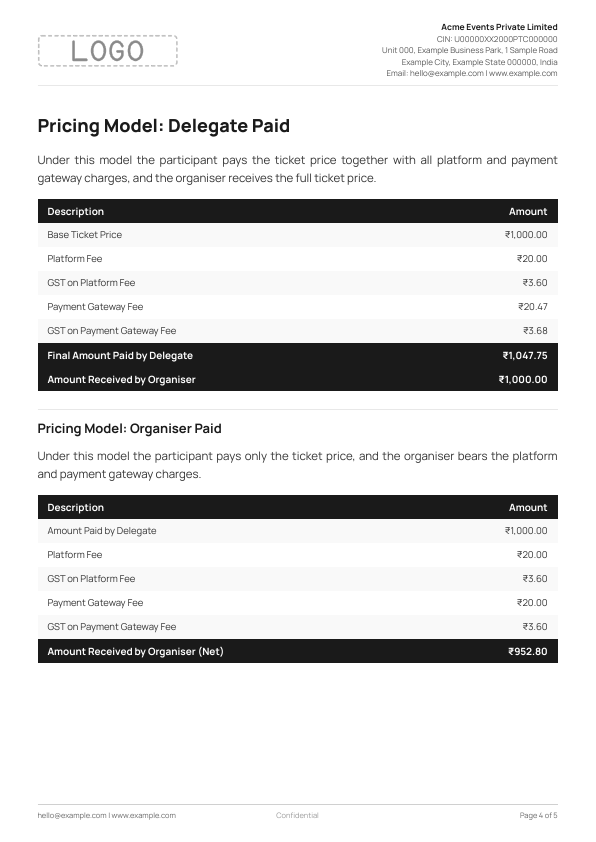 LOGO
Acme Events Private Limited
CIN: U00000XX2000PTC000000
Unit 000, Example Business Park, 1 Sample Road
Example City, Example State 000000, India
Email: hello@example.com | www.example.com
Pricing Model: Delegate Paid
Under this model the participant pays the ticket price together with all platform and payment
gateway charges, and the organiser receives the full ticket price.
Description Amount
Base Ticket Price ₹1,000.00
Platform Fee ₹20.00
GST on Platform Fee ₹3.60
Payment Gateway Fee ₹20.47
GST on Payment Gateway Fee ₹3.68
Final Amount Paid by Delegate ₹1,047.75
Amount Received by Organiser ₹1,000.00
Pricing Model: Organiser Paid
Under this model the participant pays only the ticket price, and the organiser bears the platform
and payment gateway charges.
Description Amount
Amount Paid by Delegate ₹1,000.00
Platform Fee ₹20.00
GST on Platform Fee ₹3.60
Payment Gateway Fee ₹20.00
GST on Payment Gateway Fee ₹3.60
Amount Received by Organiser (Net) ₹952.80
hello@example.com | www.example.com Confidential Page 4 of 5